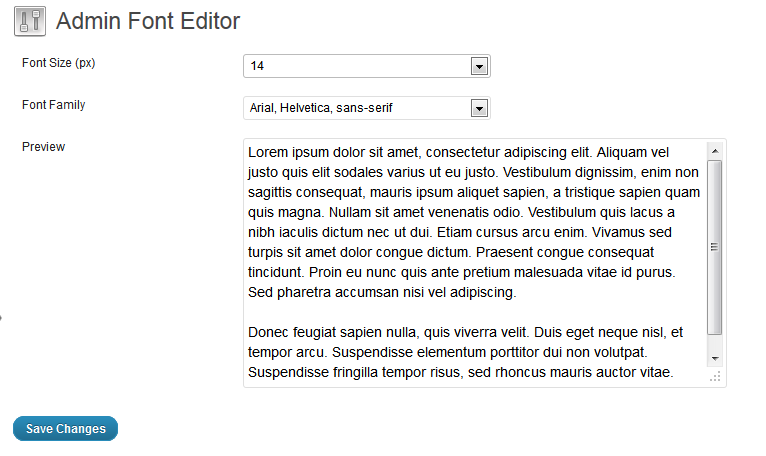 Admin Font Editor
Font Size (px)
14
Font Family
Arial, Helvetica, sans-serif
Preview
Lorem ipsum dolor sit amet, consectetur adipiscing elit. Aliquam vel
justo quis elit sodales varius ut eu justo. Vestibulum dignissim, enim non
sagittis consequat, mauris ipsum aliquet sapien, a tristique sapien quam
quis magna. Nullam sit amet venenatis odio. Vestibulum quis lacus a
nibh iaculis dictum nec ut dui. Etiam cursus arcu enim. Vivamus sed
turpis sit amet dolor congue dictum. Praesent congue consequat
tincidunt. Proin eu nunc quis ante pretium malesuada vitae id purus.
Sed pharetra accumsan nisi vel adipiscing.
Donec feugiat sapien nulla, quis viverra velit. Duis eget neque nisl, et
tempor arcu. Suspendisse elementum porttitor dui non volutpat.
Suspendisse fringilla tempor risus, sed rhoncus mauris auctor vitae.
Save Changes